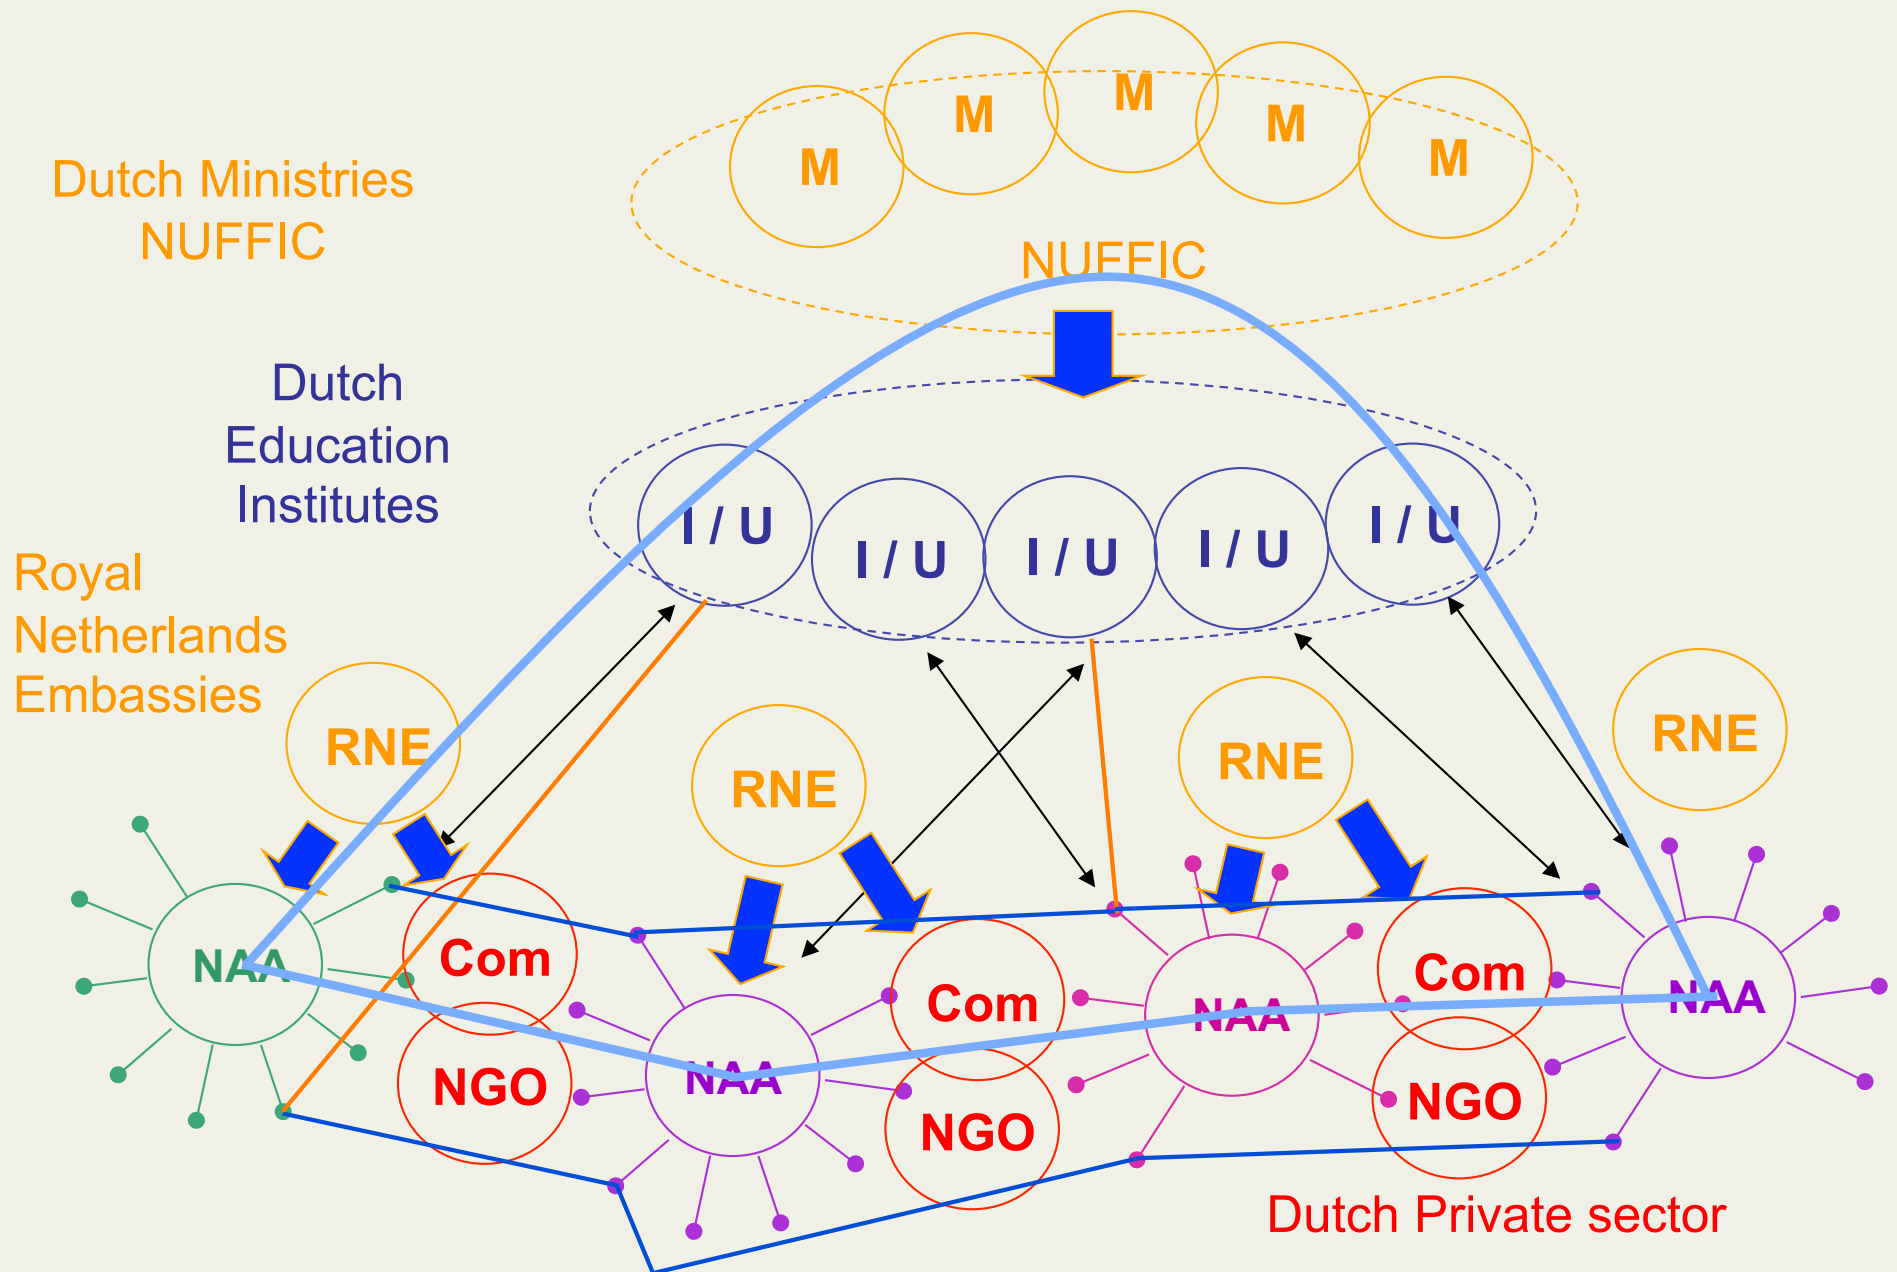 M
M
M
M
M
Dutch Ministries
NUFFIC
NUFFIC
Dutch
Education
Institutes
I / U
I / U
I / U
I / U
I / U
Royal
Netherlands
Embassies
RNE
RNE
RNE
RNE
NAA
Com
NGO
NAA
Com
NGO
NAA
Com
NGO
NAA
Dutch Private sector